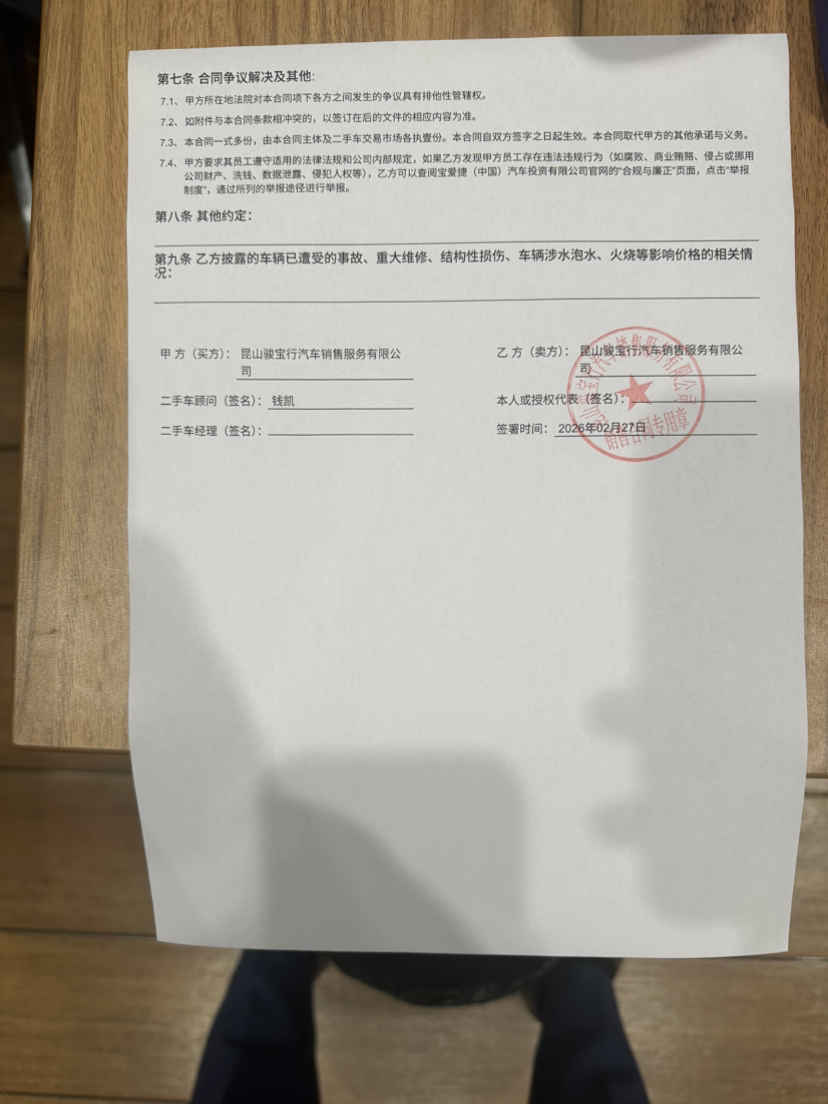 第七条 合同争议解决及其他:
7.1、甲方所在地法院对本合同项下各方之间发生的争议具有排他性管辖权。
7.2、如附件与本合同条款相冲突的，以签订在后的文件的相应内容为准。
7.3、本合同一式多份，由本合同主体及二手车交易市场各执壹份。本合同自双方签字之日起生效。本合同取代甲方的其他承诺与义务。
7.4、甲方要求其员工遵守适用的法律法规和公司内部规定，如果乙方发现甲方员工存在违法违规行为（如腐败、商业贿赂、侵占或挪用
公司财产、洗钱、数据泄露、侵犯人权等），乙方可以查阅宝爱捷（中国）汽车投资有限公司官网的“合规与廉正”页面，点击“举报
制度”，通过所列的举报途径进行举报。
第八条 其他约定：
第九条 乙方披露的车辆已遭受的事故、重大维修、结构性损伤、车辆涉水泡水、火烧等影响价格的相关情
况：
甲 方（买方）： 昆山骏宝行汽车销售服务有限公
司
乙 方（卖方）： 昆山骏宝行汽车销售服务有限公
司
二手车顾问（签名）： 钱凯
本人或授权代表（签名）：
二手车经理（签名）：
签署时间： 2026年02月27日
销售合同专用章